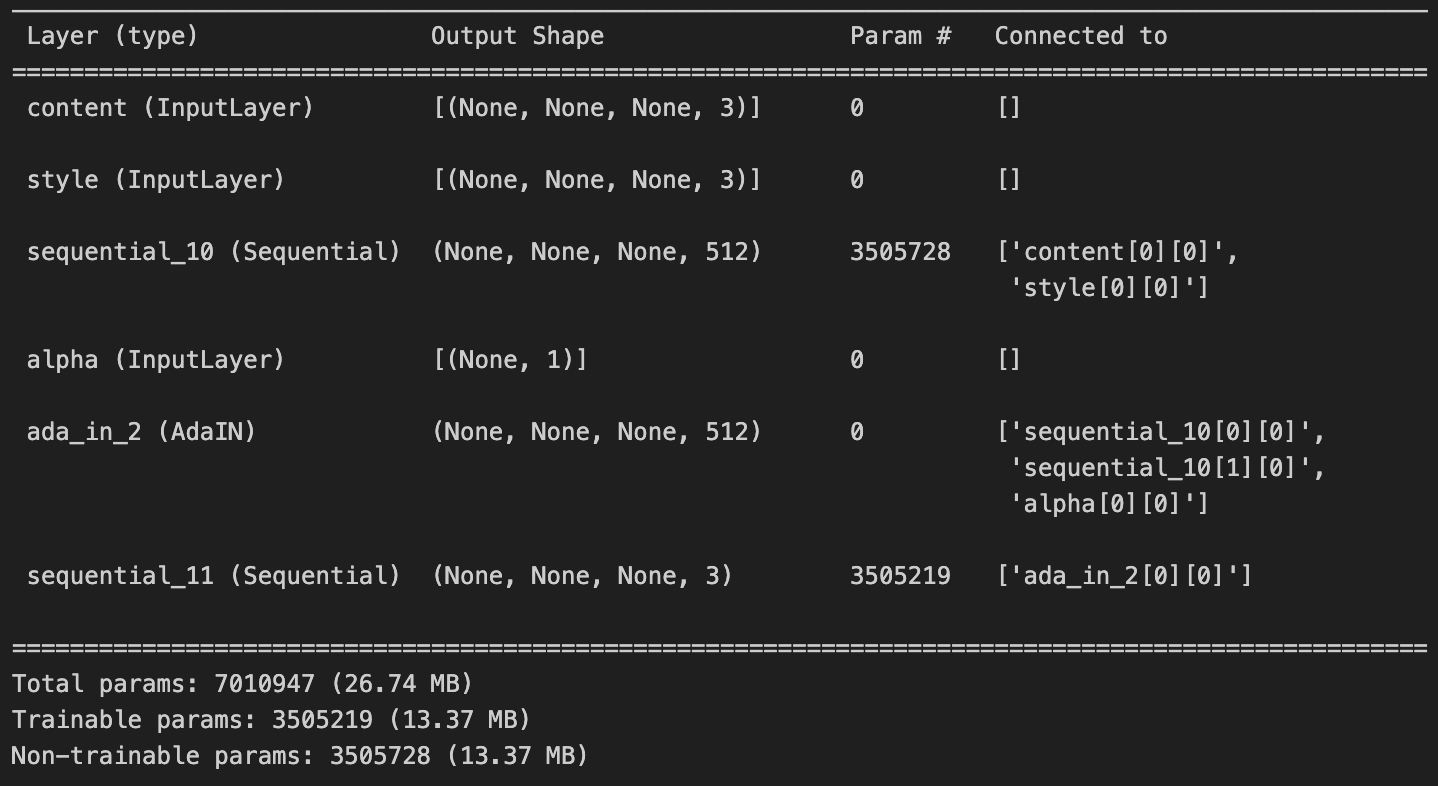 Layer (type) Output Shape Param # Connected to
==================================================================================================
content (InputLayer) [(None, None, None, 3)] 0 []
style (InputLayer) [(None, None, None, 3)] 0 []
sequential_10 (Sequential) (None, None, None, 512) 3505728 ['content[0][0]',
'style[0][0]']
alpha (InputLayer) [(None, 1)] 0 []
ada_in_2 (AdaIN) (None, None, None, 512) 0 ['sequential_10[0][0]',
'sequential_10[1][0]',
'alpha[0][0]']
sequential_11 (Sequential) (None, None, None, 3) 3505219 ['ada_in_2[0][0]']
==================================================================================================
Total params: 7010947 (26.74 MB)
Trainable params: 3505219 (13.37 MB)
Non-trainable params: 3505728 (13.37 MB)